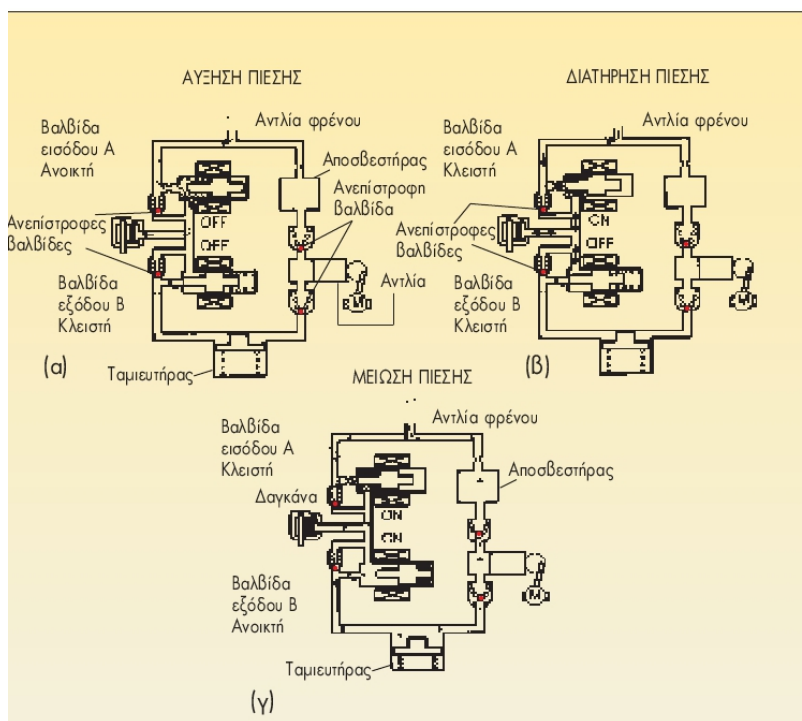 ΑΥΞΗΣΗ ΠΙΕΣΗΣ
Βαλβίδα
εισόδου Α
Ανοικτή
Αντλία φρένου
Αποσβεστήρας
Ανεπίστροφη
βαλβίδα
Ανεπίστροφες
βαλβίδες
OFF
OFF
Βαλβίδα
εξόδου Β
Κλειστή
Αντλία
M
Ταμιευτήρας
(α)
ΔΙΑΤΗΡΗΣΗ ΠΙΕΣΗΣ
Βαλβίδα
εισόδου Α
Κλειστή
Αντλία φρένου
Ανεπίστροφες
βαλβίδες
ON
OFF
Βαλβίδα
εξόδου Β
Κλειστή
M
(β)
ΜΕΙΩΣΗ ΠΙΕΣΗΣ
Βαλβίδα
εισόδου Α
Κλειστή
Αντλία φρένου
Αποσβεστήρας
Δαγκάνα
ON
ON
Βαλβίδα
εξόδου Β
Ανοικτή
M
Ταμιευτήρας
(γ)